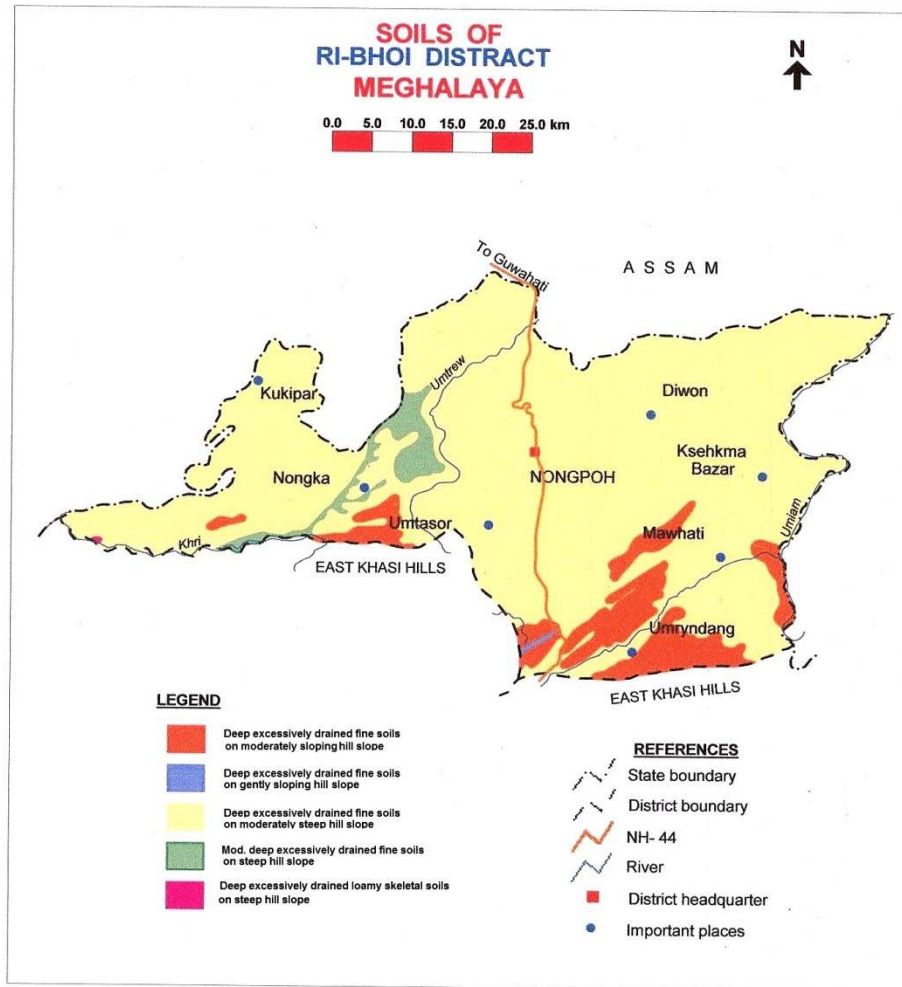 SOILS OF
RI-BHOI DISTRACT
MEGHALAYA
N
0.0 5.0 10.0 15.0 20.0 25.0 km
To Guwahati
A S S A M
Umtrew
Kukipar
Diwon
Ksehkma
Bazar
Nongka
NONGPOH
Umiam
Umtasor
Mawhati
Khri
EAST KHASI HILLS
Umryndang
EAST KHASI HILLS
LEGEND
Deep excessively drained fine soils
on moderately sloping hill slope
Deep excessively drained fine soils
on gently sloping hill slope
Deep excessively drained fine soils
on moderately steep hill slope
Mod. deep excessively drained fine soils
on steep hill slope
Deep excessively drained loamy skeletal soils
on steep hill slope
REFERENCES
State boundary
District boundary
NH- 44
River
District headquarter
Important places